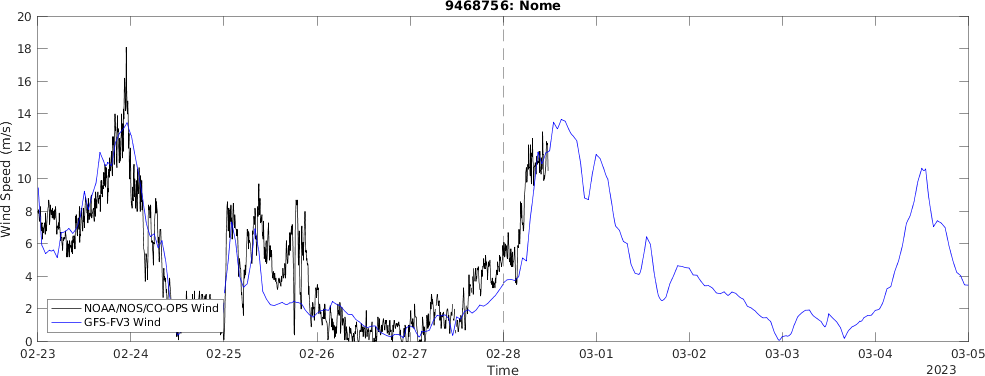 9468756: Nome
Wind Speed (m/s)
20
18
16
14
12
10
8
6
4
2
0
NOAA/NOS/CO-OPS Wind
GFS-FV3 Wind
02-23 02-24 02-25 02-26 02-27 02-28 03-01 03-02 03-03 03-04 03-05
Time
2023